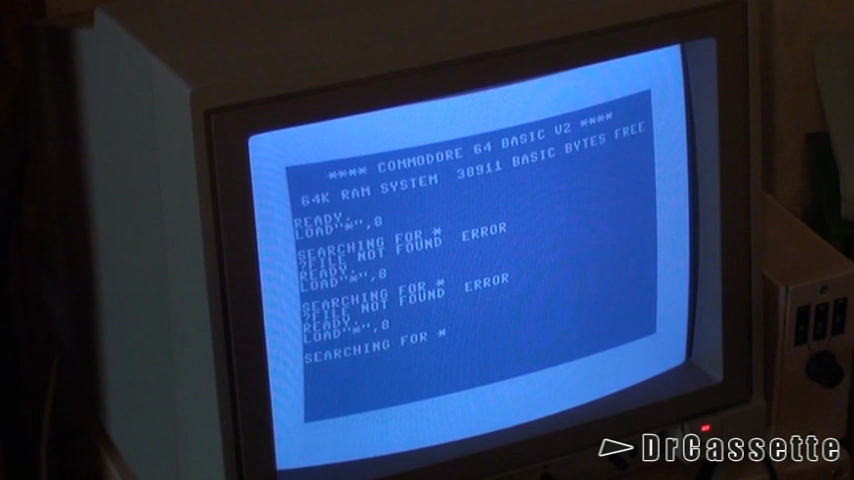 **** COMMODORE 64 BASIC V2 ****
64K RAM SYSTEM 38911 BASIC BYTES FREE
READY.
LOAD"*",8
SEARCHING FOR *
?FILE NOT FOUND ERROR
READY.
LOAD"*",8
SEARCHING FOR *
?FILE NOT FOUND ERROR
READY.
LOAD"*",8
SEARCHING FOR *
DrCassette